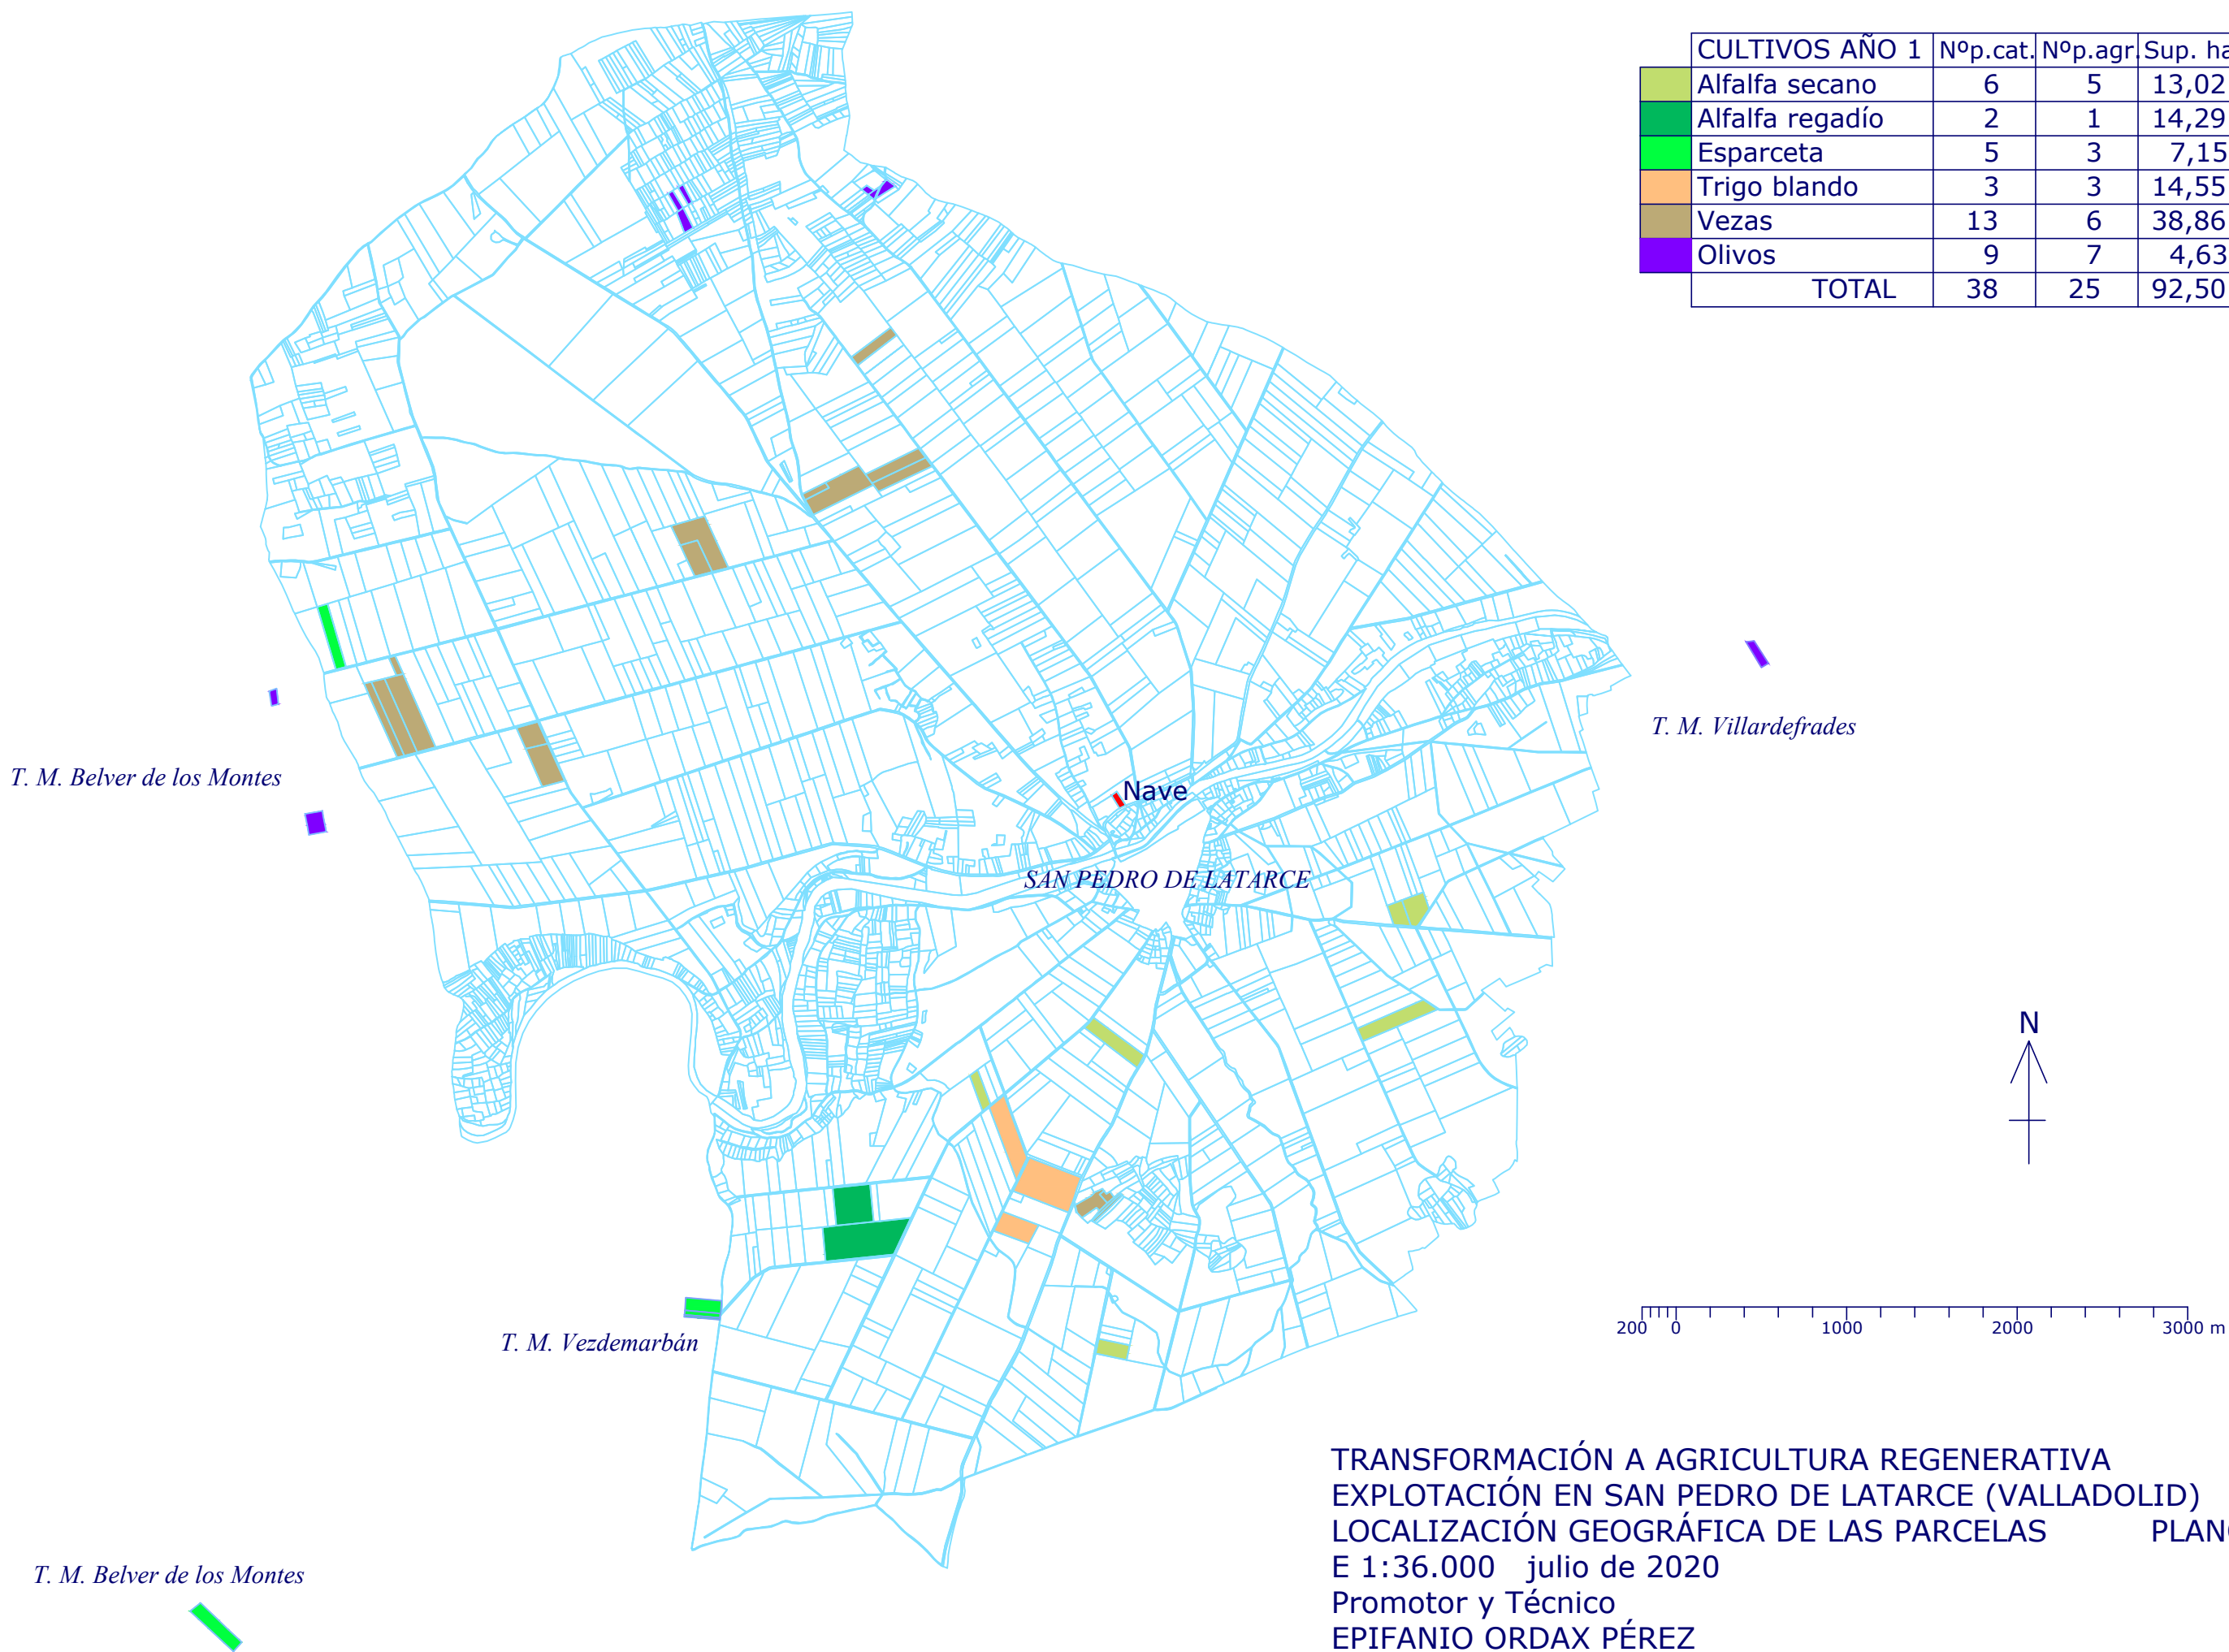 CULTIVOS AÑO 1 Nºp.cat. Nºp.agr. Sup. ha
Alfalfa secano 6 5 13,02
Alfalfa regadío 2 1 14,29
Esparceta 5 3 7,15
Trigo blando 3 3 14,55
Vezas 13 6 38,86
Olivos 9 7 4,63
TOTAL 38 25 92,50
T. M. Villardefrades
T. M. Belver de los Montes
Nave
SAN PEDRO DE LATARCE
N
200 0 1000 2000 3000 m
T. M. Vezdemarbán
TRANSFORMACIÓN A AGRICULTURA REGENERATIVA
EXPLOTACIÓN EN SAN PEDRO DE LATARCE (VALLADOLID)
LOCALIZACIÓN GEOGRÁFICA DE LAS PARCELAS
E 1:36.000 julio de 2020
Promotor y Técnico
EPIFANIO ORDAX PÉREZ
T. M. Belver de los Montes